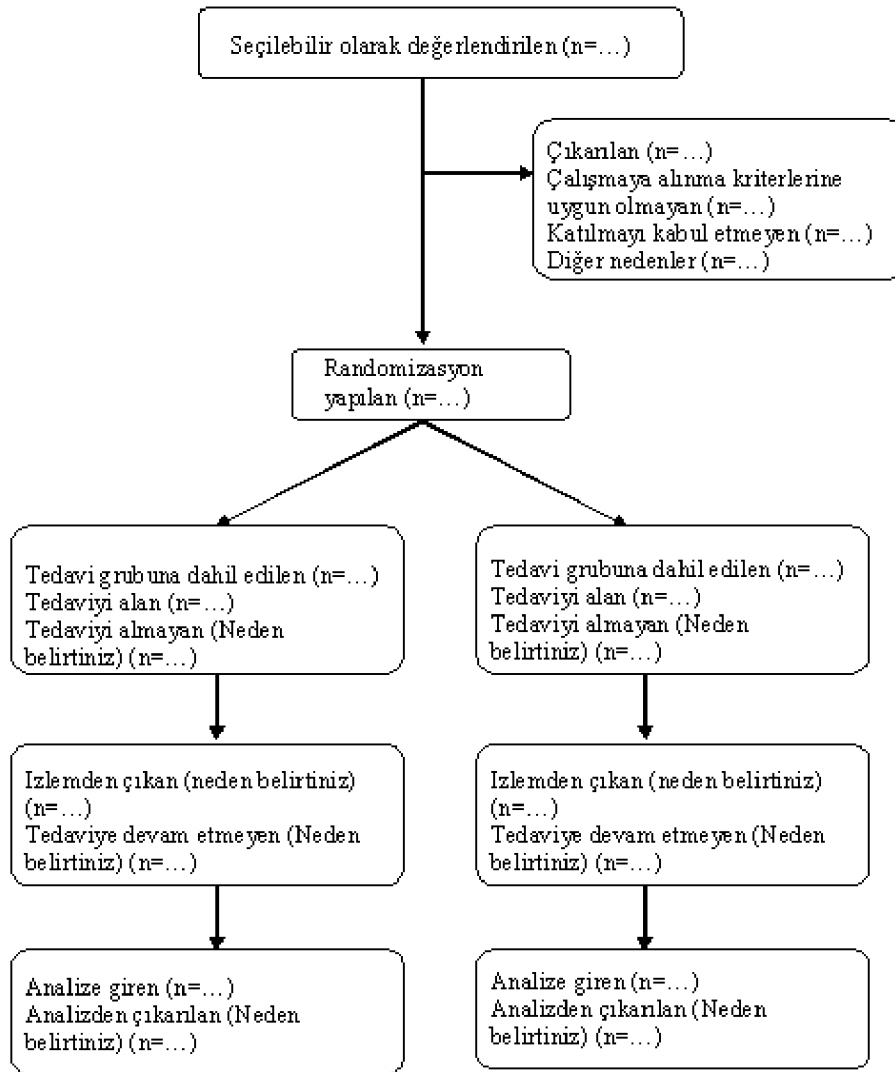 Seçilebilir olarak değerlendirilen (n=…)
Çıkarılan (n=…)
Çalışmaya alınma kriterlerine
uygun olmayan (n=…)
Katılmayı kabul etmeyen (n=…)
Diğer nedenler (n=…)
Randomizasyon
yapılan (n=…)
Tedavi grubuna dahil edilen (n=…)
Tedaviyi alan (n=…)
Tedaviyi almayan (Neden
belirtiniz) (n=…)
Tedavi grubuna dahil edilen (n=…)
Tedaviyi alan (n=…)
Tedaviyi almayan (Neden
belirtiniz) (n=…)
Izlemden çıkan (neden belirtiniz)
(n=…)
Tedaviye devam etmeyen (Neden
belirtiniz) (n=…)
Izlemden çıkan (neden belirtiniz)
(n=…)
Tedaviye devam etmeyen (Neden
belirtiniz) (n=…)
Analize giren (n=…)
Analizden çıkarılan (Neden
belirtiniz) (n=…)
Analize giren (n=…)
Analizden çıkarılan (Neden
belirtiniz) (n=…)